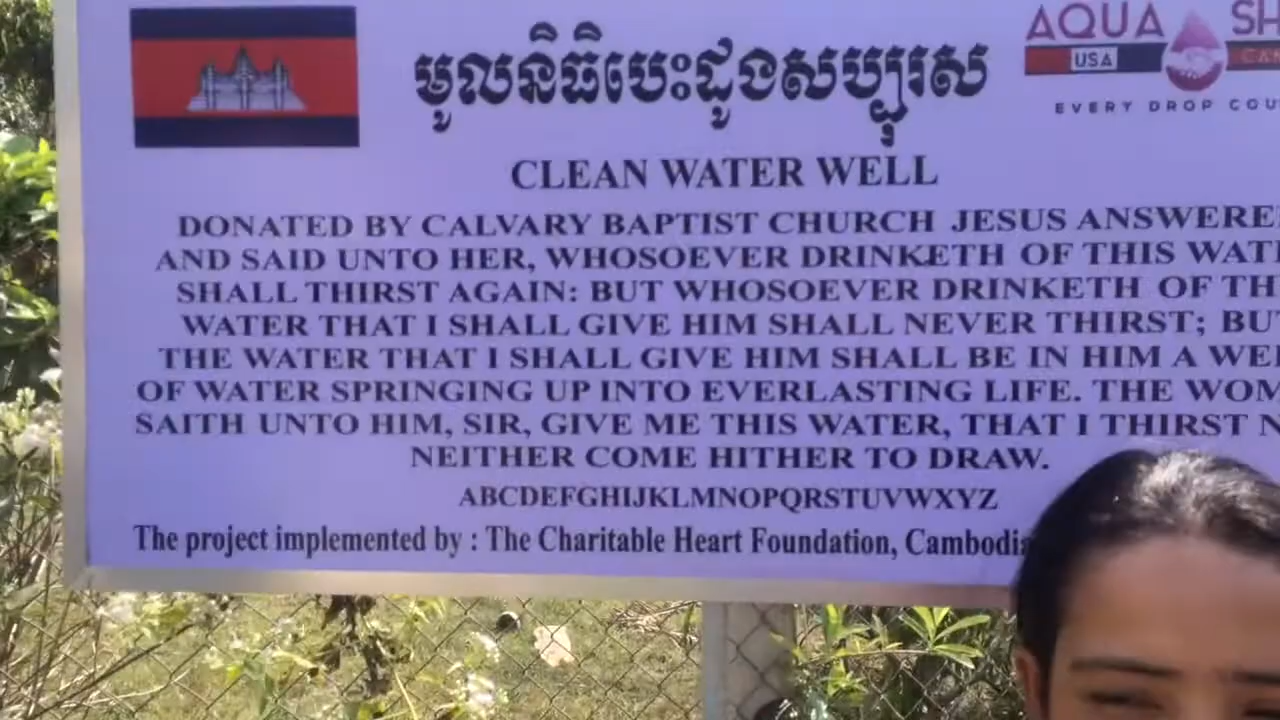 មូលនិធិបេះដូងសប្បុរស
AQUA SH
USA
EVERY DROP COU
CLEAN WATER WELL
DONATED BY CALVARY BAPTIST CHURCH JESUS ANSWERE
AND SAID UNTO HER, WHOSOEVER DRINKETH OF THIS WAT
SHALL THIRST AGAIN: BUT WHOSOEVER DRINKETH OF TH
WATER THAT I SHALL GIVE HIM SHALL NEVER THIRST; BUT
THE WATER THAT I SHALL GIVE HIM SHALL BE IN HIM A WE
OF WATER SPRINGING UP INTO EVERLASTING LIFE. THE WOM
SAITH UNTO HIM, SIR, GIVE ME THIS WATER, THAT I THIRST N
NEITHER COME HITHER TO DRAW.
ABCDEFGHIJKLMNOPQRSTUVWXYZ
The project implemented by : The Charitable Heart Foundation, Cambodia